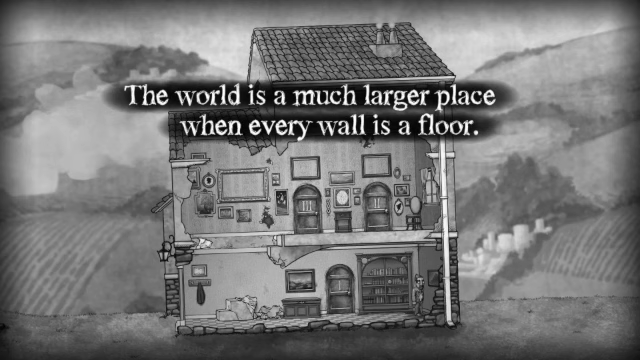 The world is a much larger place
when every wall is a floor.